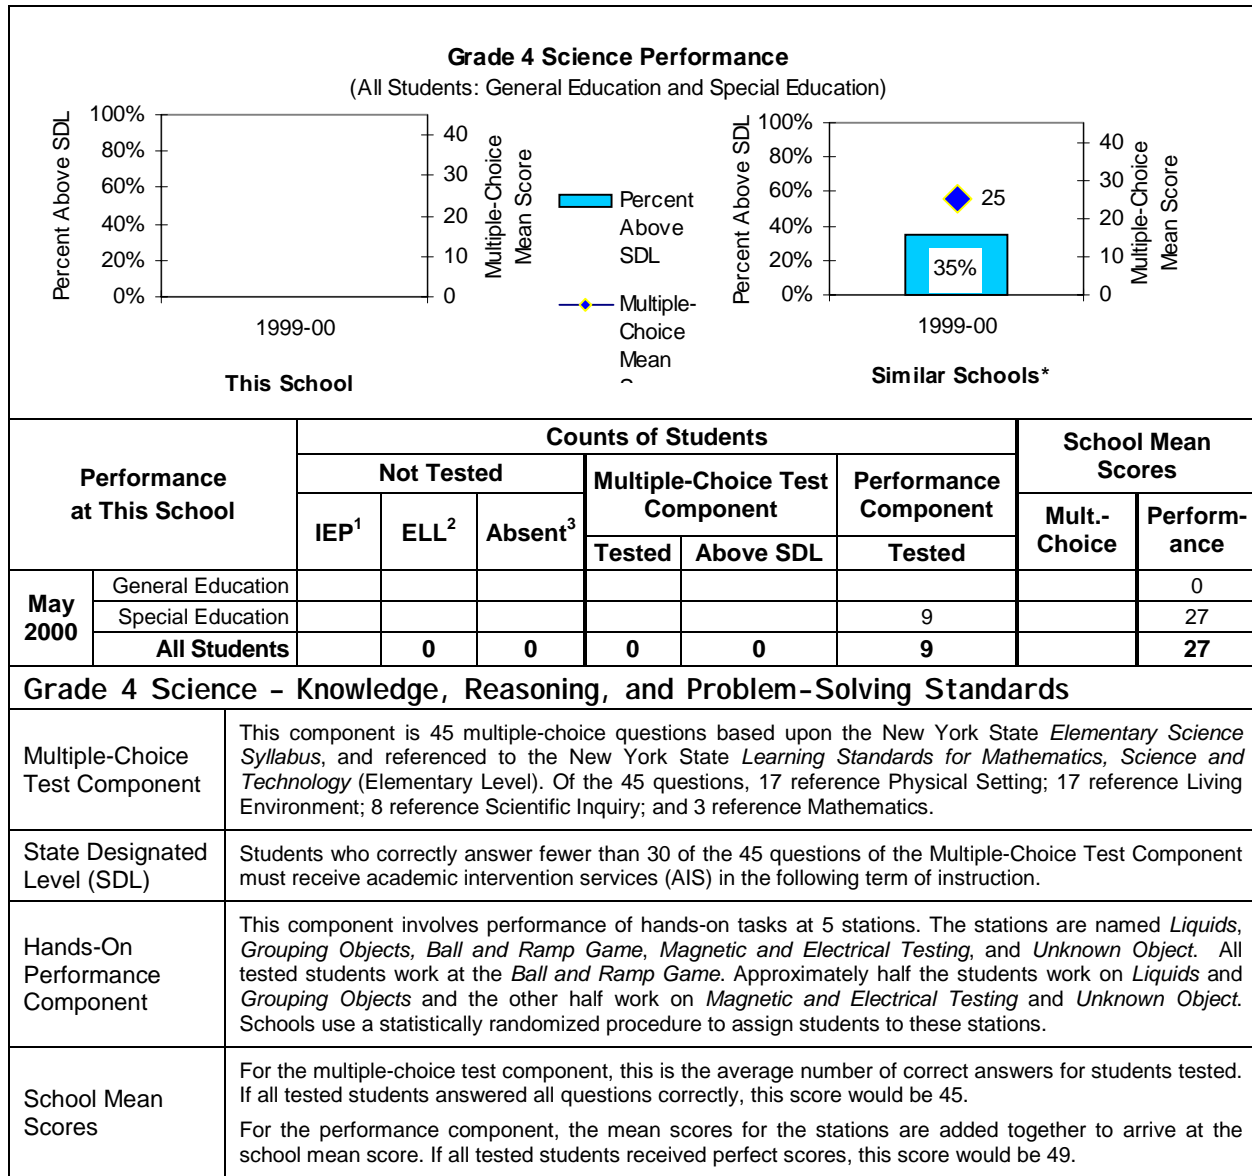 Grade 4 Science Performance
(All Students: General Education and Special Education)
Percent Above SDL
100%
80%
60%
40%
20%
0%
40
30
20
10
0
Multiple-Choice
Mean Score
1999-00
This School
Percent
Above
SDL
Multiple-
Choice
Mean
Percent Above SDL
100%
80%
60%
40%
20%
0%
25
35%
40
30
20
10
0
Multiple-Choice
Mean Score
1999-00
Similar Schools*
Performance
at This School
Counts of Students
School Mean
Scores
Not Tested
Multiple-Choice Test
Component
Performance
Component
IEP1 ELL2 Absent3
Tested Above SDL Tested
Mult.-
Choice
Perform-
ance
May
2000
General Education 0
Special Education 9 27
All Students 0 0 0 0 9 27
Grade 4 Science – Knowledge, Reasoning, and Problem-Solving Standards
Multiple-Choice
Test Component
This component is 45 multiple-choice questions based upon the New York State Elementary Science
Syllabus, and referenced to the New York State Learning Standards for Mathematics, Science and
Technology (Elementary Level). Of the 45 questions, 17 reference Physical Setting; 17 reference Living
Environment; 8 reference Scientific Inquiry; and 3 reference Mathematics.
State Designated
Level (SDL)
Students who correctly answer fewer than 30 of the 45 questions of the Multiple-Choice Test Component
must receive academic intervention services (AIS) in the following term of instruction.
Hands-On
Performance
Component
This component involves performance of hands-on tasks at 5 stations. The stations are named Liquids,
Grouping Objects, Ball and Ramp Game, Magnetic and Electrical Testing, and Unknown Object. All
tested students work at the Ball and Ramp Game. Approximately half the students work on Liquids and
Grouping Objects and the other half work on Magnetic and Electrical Testing and Unknown Object.
Schools use a statistically randomized procedure to assign students to these stations.
School Mean
Scores
For the multiple-choice test component, this is the average number of correct answers for students tested.
If all tested students answered all questions correctly, this score would be 45.
For the performance component, the mean scores for the stations are added together to arrive at the
school mean score. If all tested students received perfect scores, this score would be 49.